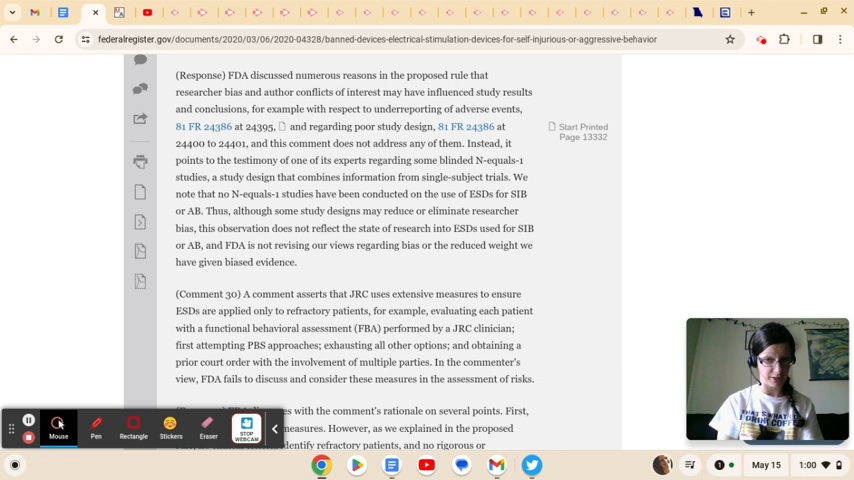 federalregister.gov/documents/2020/03/06/2020-04328/banned-devices-electrical-stimulation-devices-for-self-injurious-or-aggressive-behavior
(Response) FDA discussed numerous reasons in the proposed rule that
researcher bias and author conflicts of interest may have influenced study results
and conclusions, for example with respect to underreporting of adverse events,
81 FR 24386 at 24395, and regarding poor study design, 81 FR 24386 at
Start Printed
Page 13332
24400 to 24401, and this comment does not address any of them. Instead, it
points to the testimony of one of its experts regarding some blinded N-equals-1
studies, a study design that combines information from single-subject trials. We
note that no N-equals-1 studies have been conducted on the use of ESDs for SIB
or AB. Thus, although some study designs may reduce or eliminate researcher
bias, this observation does not reflect the state of research into ESDs used for SIB
or AB, and FDA is not revising our views regarding bias or the reduced weight we
have given biased evidence.
(Comment 30) A comment asserts that JRC uses extensive measures to ensure
ESDs are applied only to refractory patients, for example, evaluating each patient
with a functional behavioral assessment (FBA) performed by a JRC clinician;
first attempting PBS approaches; exhausting all other options; and obtaining a
prior court order with the involvement of multiple parties. In the commenter's
view, FDA fails to discuss and consider these measures in the assessment of risks.
with the comment's rationale on several points. First,
measures. However, as we explained in the proposed
identify refractory patients, and no rigorous or
THAT'S WHAT
I DRINK COFFEE
Mouse
Pen
Rectangle
Stickers
Eraser
STOP
WEBCAM
1
May 15
1:00